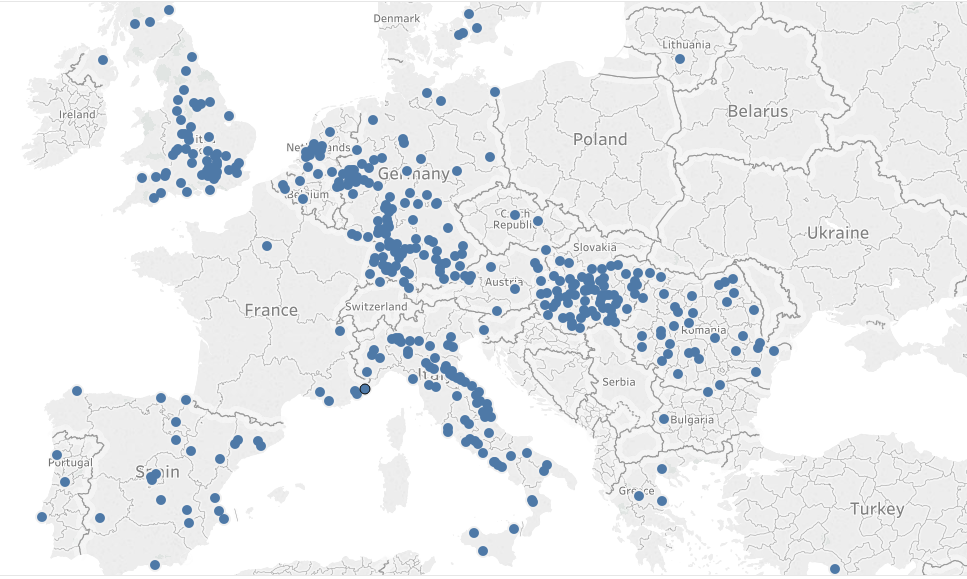 Denmark
Lithuania
Ireland
Belarus
Poland
Germany
Belgium
Czech
Republic
Ukraine
Slovakia
Austria
France
Switzerland
Romania
Serbia
Bulgaria
Portugal
Spain
Greece
Turkey